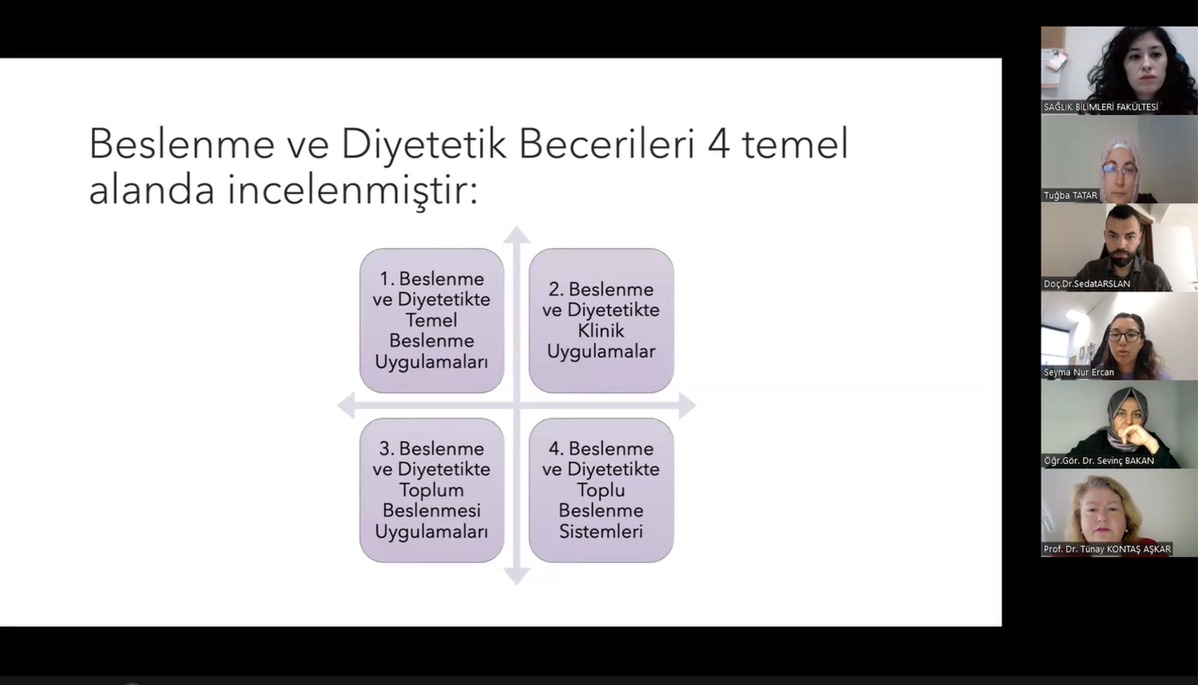 Beslenme ve Diyetetik Becerileri 4 temel
alanda incelenmiştir:
1. Beslenme
ve Diyetetikte
Temel
Beslenme
Uygulamaları
2. Beslenme
ve Diyetetikte
Klinik
Uygulamalar
3. Beslenme
ve Diyetetikte
Toplum
Beslenmesi
Uygulamaları
4. Beslenme
ve Diyetetikte
Toplu
Beslenme
Sistemleri
SAĞLIK BİLİMLERİ FAKÜLTESİ
Tuğba TATAR
Doç.Dr.SedatARSLAN
Seyma Nur Ercan
Öğr.Gör. Dr. Sevinç BAKAN
Prof. Dr. Tünay KONTAŞ AŞKAR